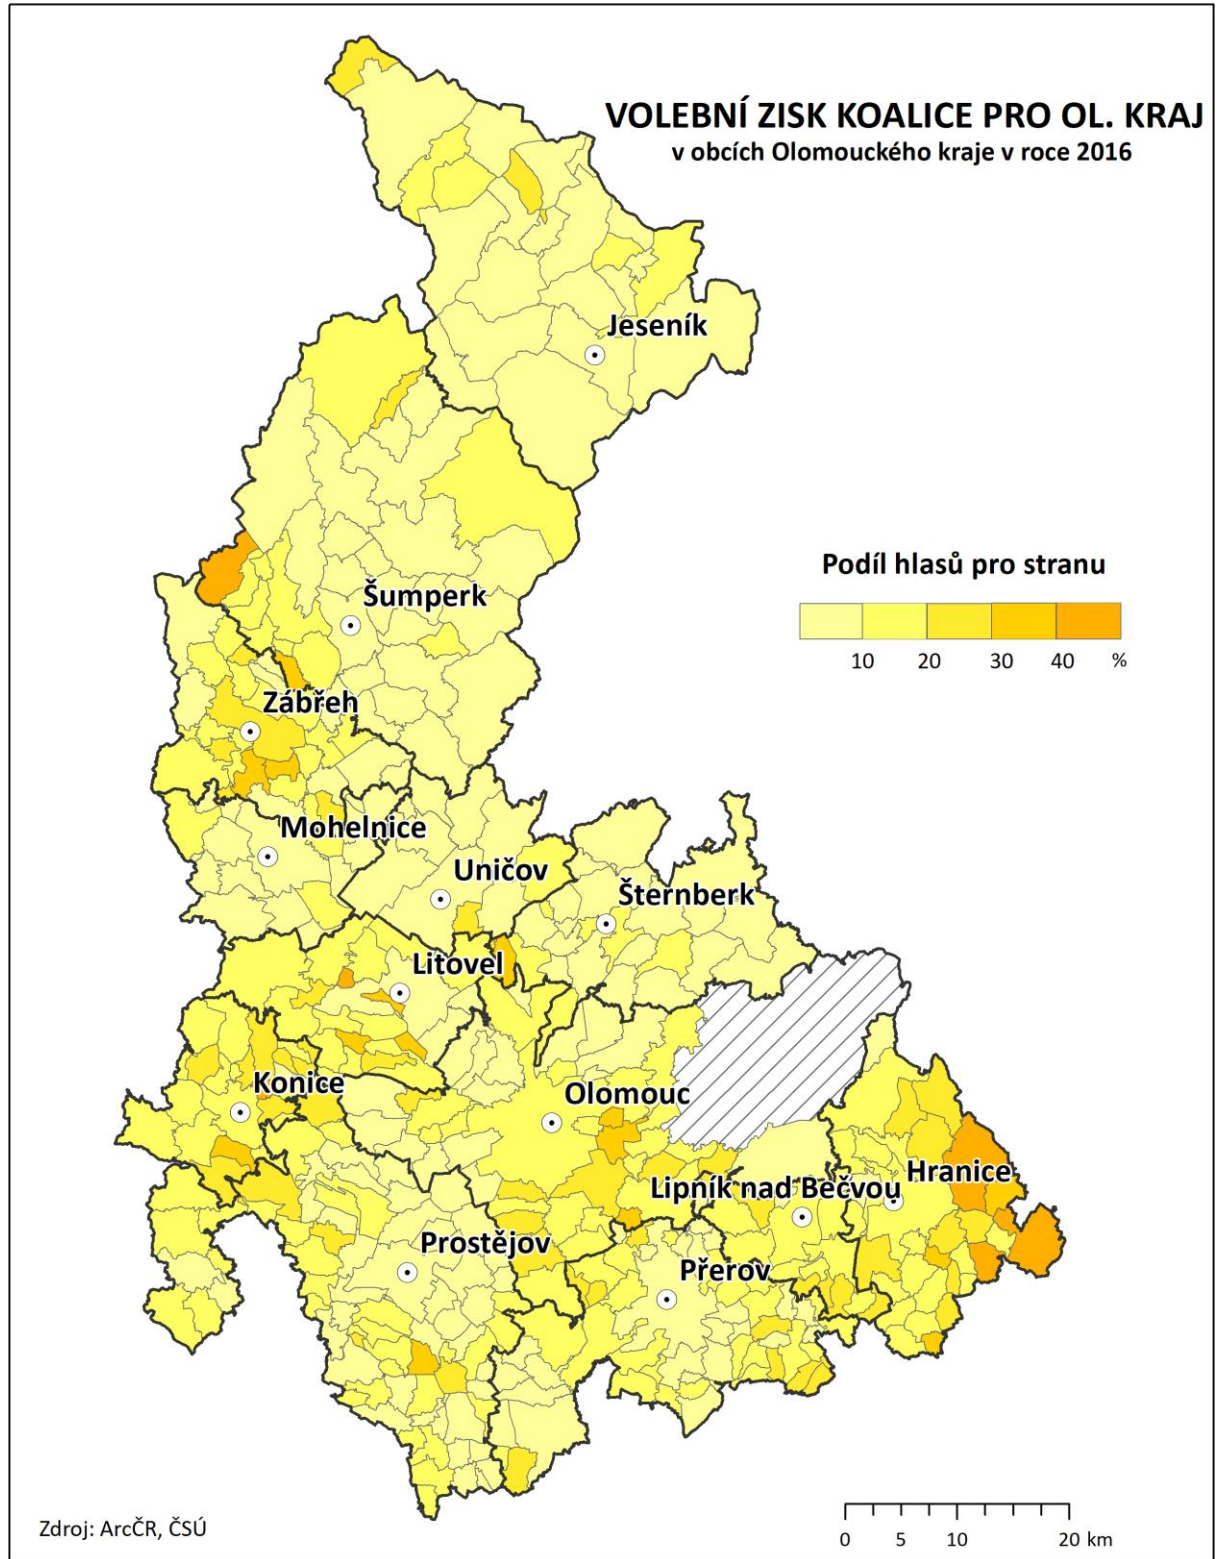 VOLEBNÍ ZISK KOALICE PRO OL. KRAJ
v obcích Olomouckého kraje v roce 2016
Jeseník
Podíl hlasů pro stranu
10 20 30 40 %
Šumperk
Zábřeh
Mohelnice
Uničov
Šternberk
Litovel
Konice
Olomouc
Hranice
Lipník nad Bečvou
Prostějov
Přerov
Zdroj: ArcČR, ČSÚ
0 5 10 20 km